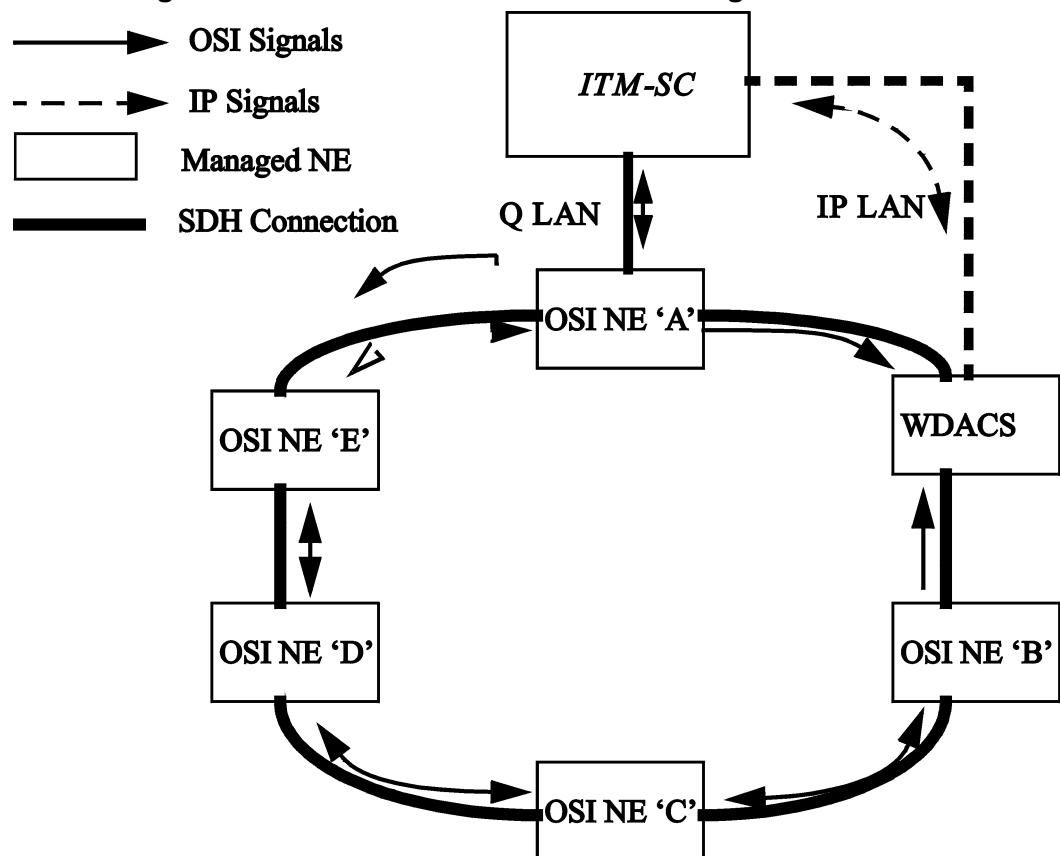 OSI Signals
IP Signals
Managed NE
SDH Connection
ITM-SC
Q LAN
IP LAN
OSI NE ‘A’
WDACS
OSI NE ‘E’
OSI NE ‘D’
OSI NE ‘B’
OSI NE ‘C’